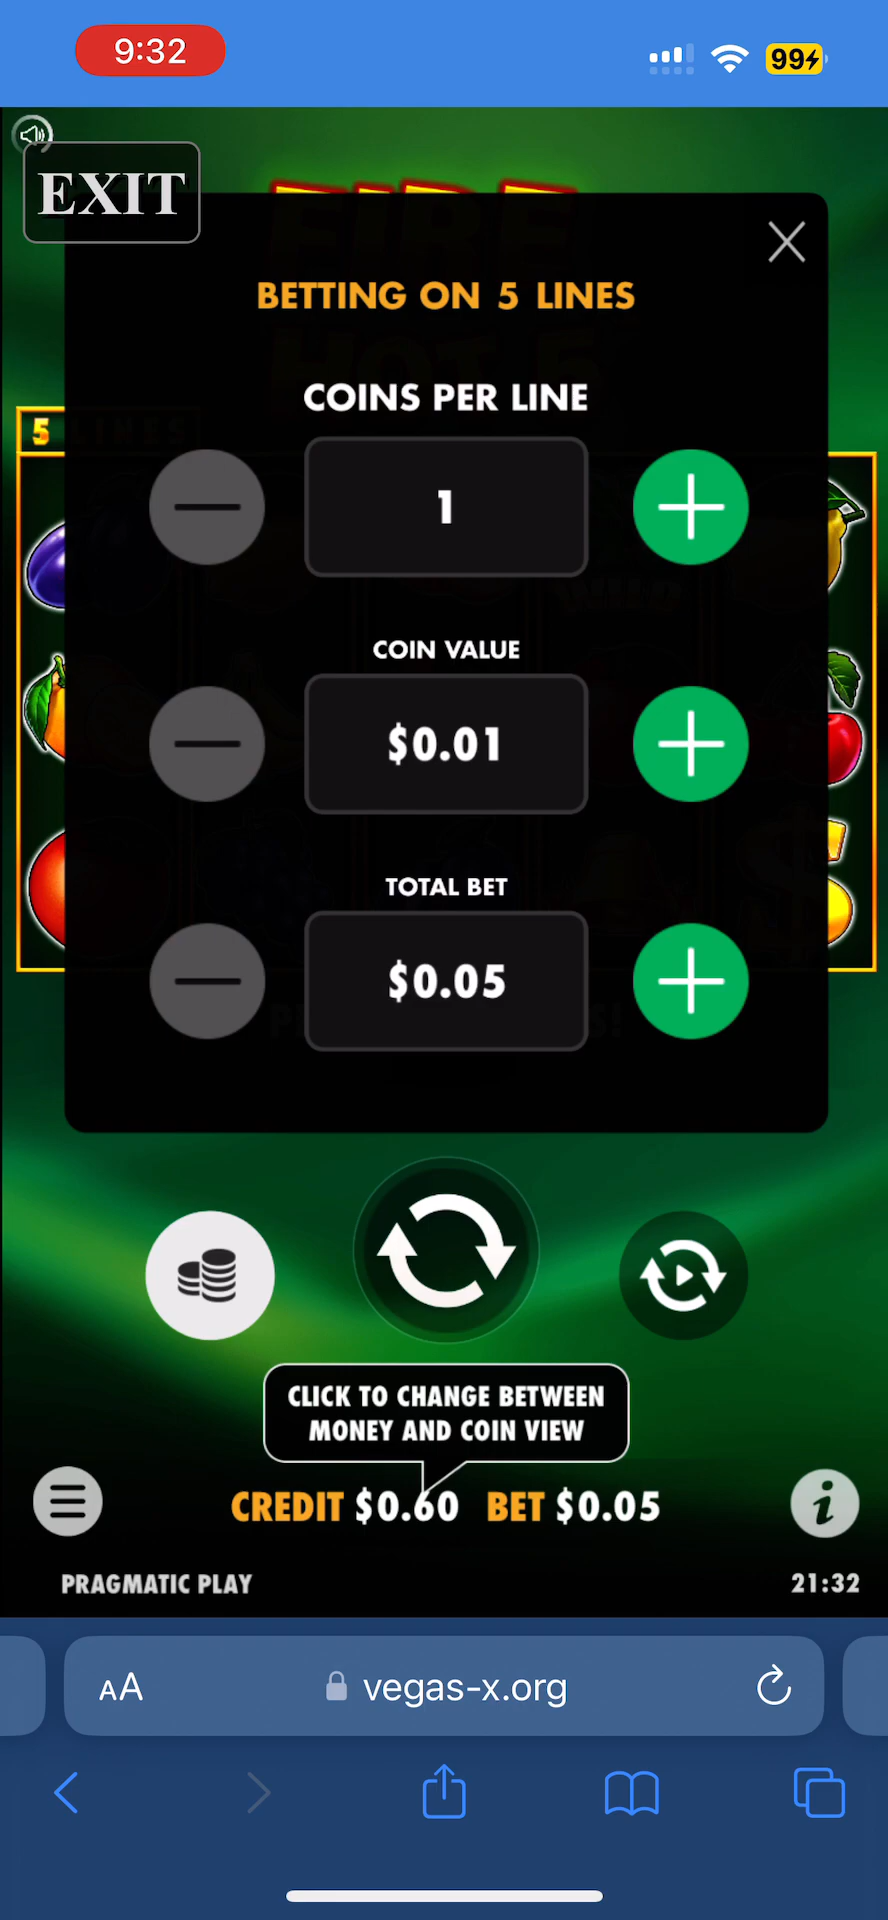 9:32
99
EXIT
FIRE
BETTING ON 5 LINES
COINS PER LINE
5 LINES
1
COIN VALUE
$0.01
TOTAL BET
$0.05
CLICK TO CHANGE BETWEEN
MONEY AND COIN VIEW
CREDIT $0.60 BET $0.05
i
PRAGMATIC PLAY
21:32
AA
vegas-x.org